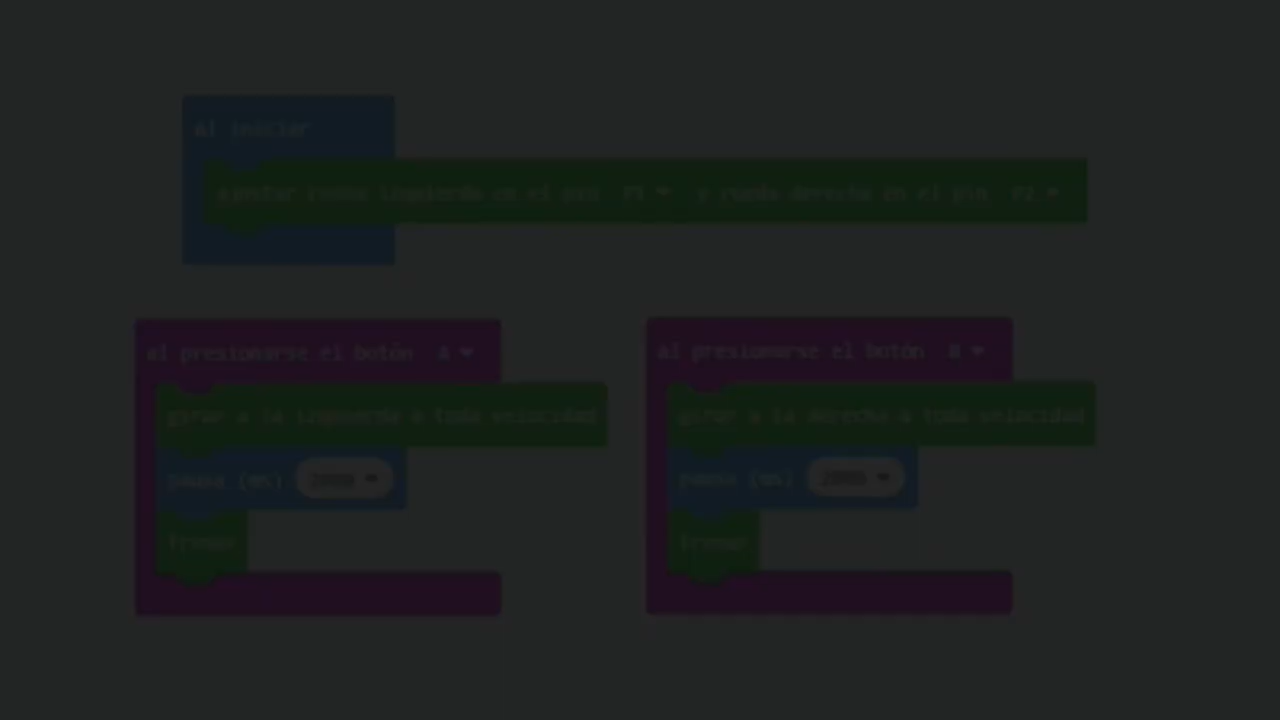 al iniciar
ajustar rueda izquierda en el pin P1 y rueda derecha en el pin P2
al presionarse el botón A
girar a la izquierda a toda velocidad
pausa (ms) 2000
frenar
al presionarse el botón B
girar a la derecha a toda velocidad
pausa (ms) 2000
frenar